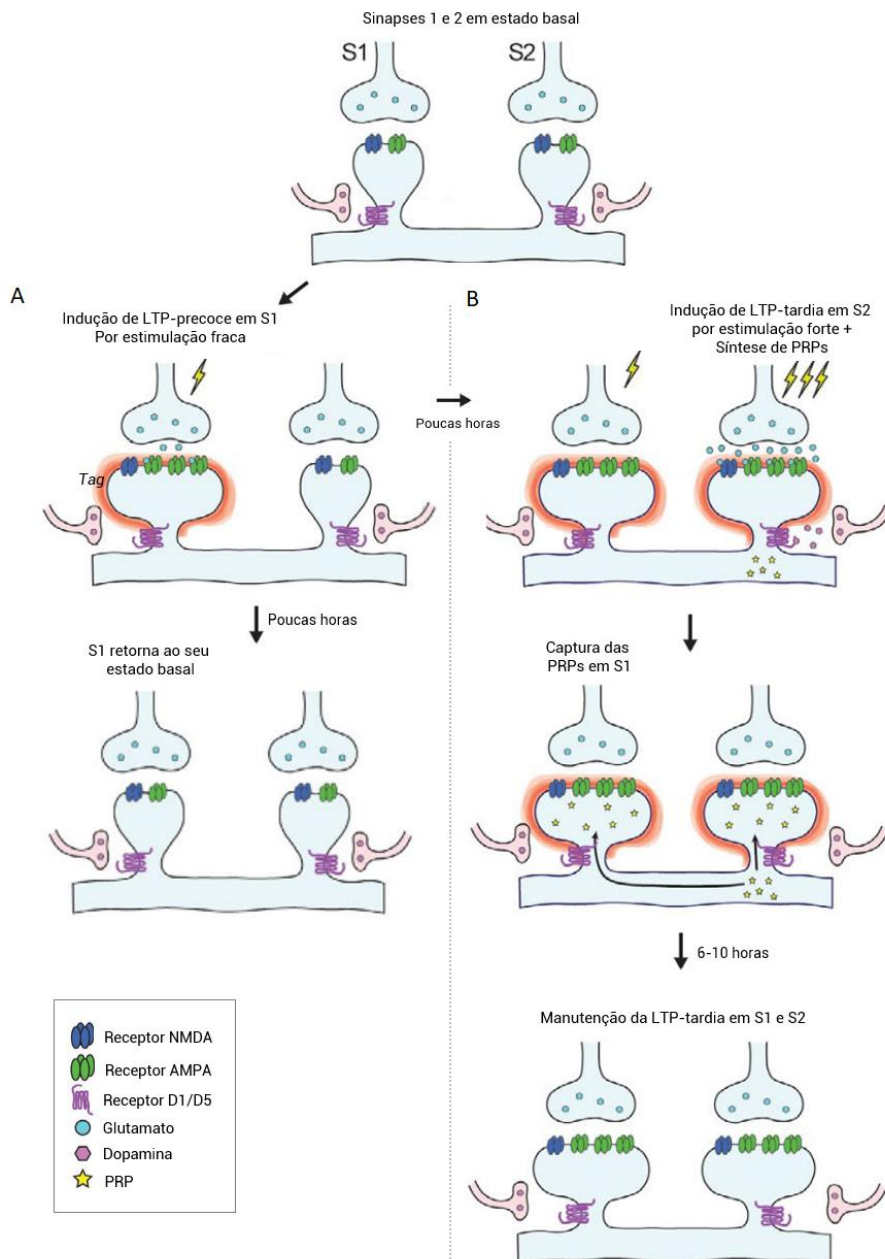 Sinapses 1 e 2 em estado basal
S1
S2
A
Indução de LTP-precoce em S1
Por estimulação fraca
Tag
Poucas horas
S1 retorna ao seu
estado basal
Poucas horas
B
Indução de LTP-tardia em S2
por estimulação forte +
Síntese de PRPs
Captura das
PRPs em S1
6-10 horas
Manutenção da LTP-tardia em S1 e S2
Receptor NMDA
Receptor AMPA
Receptor D1/D5
Glutamato
Dopamina
PRP